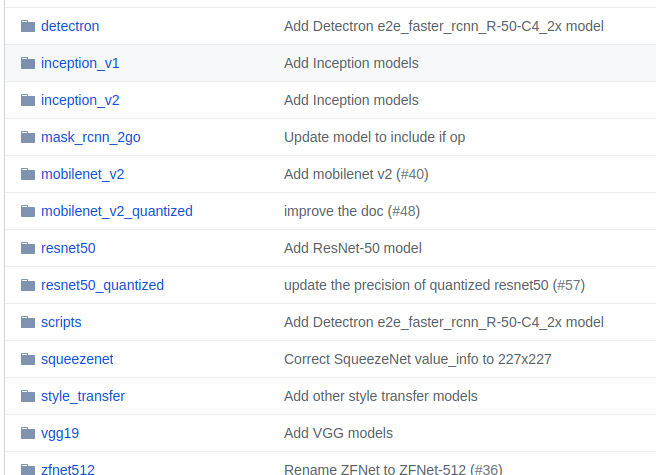 detectron Add Detectron e2e_faster_rcnn_R-50-C4_2x model
inception_v1 Add Inception models
inception_v2 Add Inception models
mask_rcnn_2go Update model to include if op
mobilenet_v2 Add mobilenet v2 (#40)
mobilenet_v2_quantized improve the doc (#48)
resnet50 Add ResNet-50 model
resnet50_quantized update the precision of quantized resnet50 (#57)
scripts Add Detectron e2e_faster_rcnn_R-50-C4_2x model
squeezenet Correct SqueezeNet value_info to 227x227
style_transfer Add other style transfer models
vgg19 Add VGG models
zfnet512 Rename ZFNet to ZFNet-512 (#36)